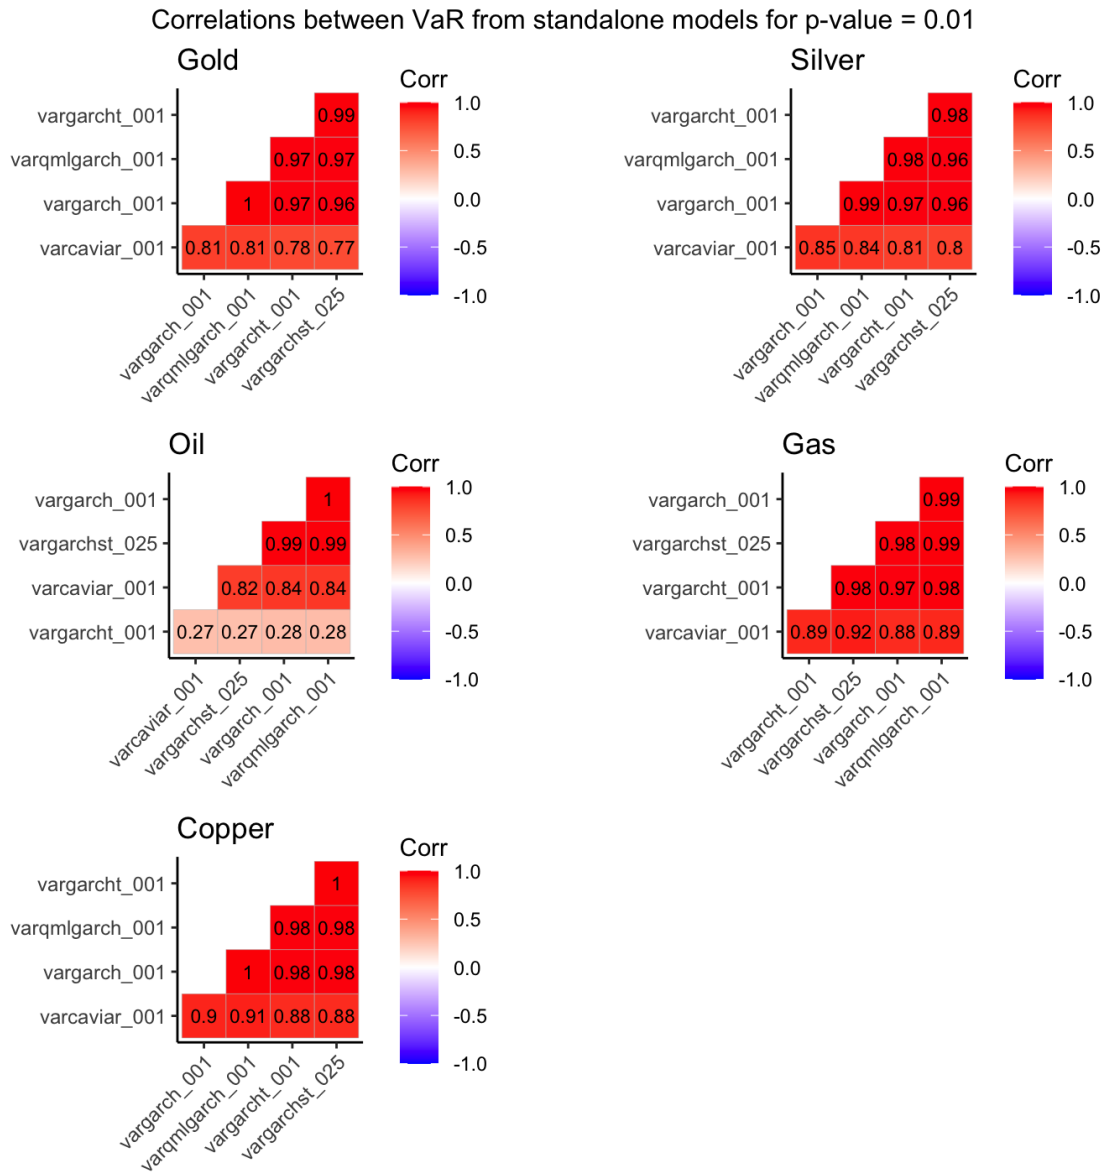 Correlations between VaR from standalone models for p-value = 0.01
Gold
Corr
vargarcht_001
varqmlgarch_001
vargarch_001
varcaviar_001
0.99
0.97 0.97
1 0.97 0.96
0.81 0.81 0.78 0.77
vargarch_001
varqmlgarch_001
vargarcht_001
vargarchst_025
1.0
0.5
0.0
-0.5
-1.0
Silver
Corr
vargarcht_001
varqmlgarch_001
vargarch_001
varcaviar_001
0.98
0.98 0.96
0.99 0.97 0.96
0.85 0.84 0.81 0.8
vargarch_001
varqmlgarch_001
vargarcht_001
vargarchst_025
1.0
0.5
0.0
-0.5
-1.0
Oil
Corr
vargarch_001
vargarchst_025
varcaviar_001
vargarcht_001
1
0.99 0.99
0.82 0.84 0.84
0.27 0.27 0.28 0.28
varcaviar_001
vargarchst_025
vargarch_001
varqmlgarch_001
1.0
0.5
0.0
-0.5
-1.0
Gas
Corr
vargarch_001
vargarchst_025
vargarcht_001
varcaviar_001
0.99
0.98 0.99
0.98 0.97 0.98
0.89 0.92 0.88 0.89
vargarcht_001
vargarchst_025
vargarch_001
varqmlgarch_001
1.0
0.5
0.0
-0.5
-1.0
Copper
Corr
vargarcht_001
varqmlgarch_001
vargarch_001
varcaviar_001
1
0.98 0.98
1 0.98 0.98
0.9 0.91 0.88 0.88
vargarch_001
varqmlgarch_001
vargarcht_001
vargarchst_025
1.0
0.5
0.0
-0.5
-1.0